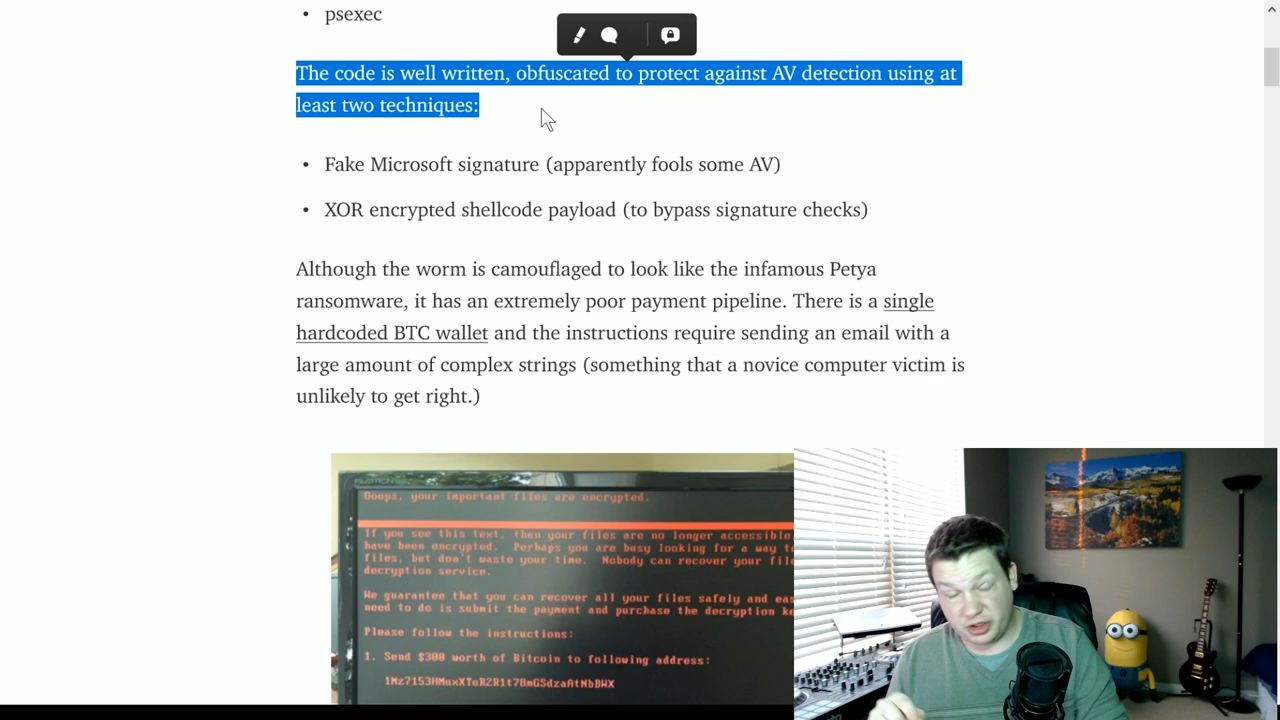 psexec
The code is well written, obfuscated to protect against AV detection using at
least two techniques:
Fake Microsoft signature (apparently fools some AV)
XOR encrypted shellcode payload (to bypass signature checks)
Although the worm is camouflaged to look like the infamous Petya
ransomware, it has an extremely poor payment pipeline. There is a single
hardcoded BTC wallet and the instructions require sending an email with a
large amount of complex strings (something that a novice computer victim is
unlikely to get right.)
Ooops, your important files are encrypted.
If you see this text, then your files are no longer accessible
have been encrypted. Perhaps you are busy looking for a way t
files, but don't waste your time. Nobody can recover your fil
decryption service.
We guarantee that you can recover all your files safely and eas
need to do is submit the payment and purchase the decryption k
Please follow the instructions:
1. Send $300 worth of Bitcoin to following address:
1Mz7153HMuxXTuR2R1t78mGSdzaAtNbBWX